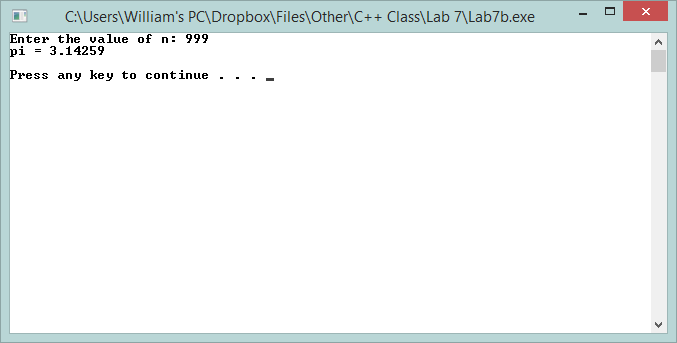 C:\Users\William's PC\Dropbox\Files\Other\C++ Class\Lab 7\Lab7b.exe
Enter the value of n: 999
pi = 3.14259
Press any key to continue . . . _